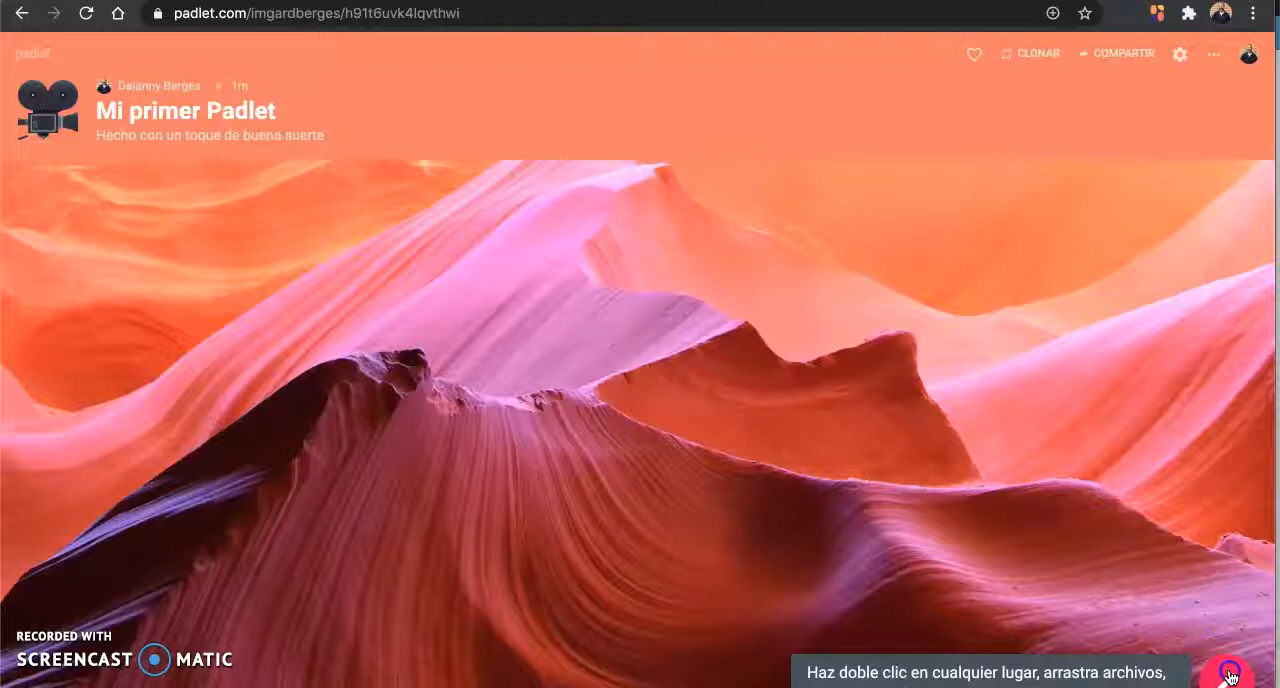 padlet.com/imgardberges/h91t6uvk4lqvthwi
padlet
CLONAR
COMPARTIR
Dajanny Berges
1m
Mi primer Padlet
Hecho con un toque de buena suerte
RECORDED WITH
SCREENCAST MATIC
Haz doble clic en cualquier lugar, arrastra archivos,